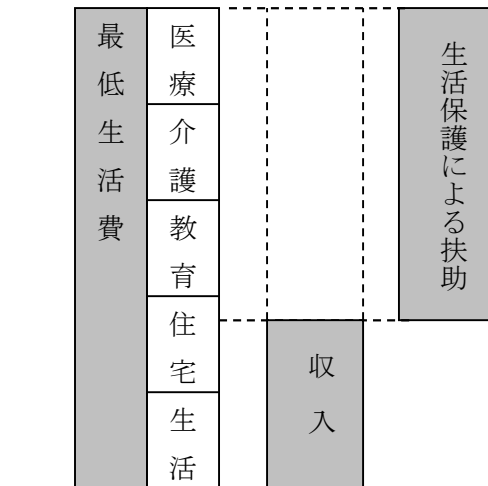 最低生活費
医療
介護
教育
住宅
生活
収入
生活保護による扶助